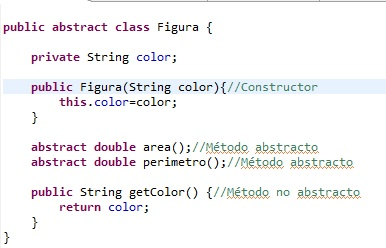 public abstract class Figura {
private String color;
public Figura(String color){//Constructor
this.color=color;
}
abstract double area();//Método abstracto
abstract double perimetro();//Método abstracto
public String getColor() {//Método no abstracto
return color;
}
}